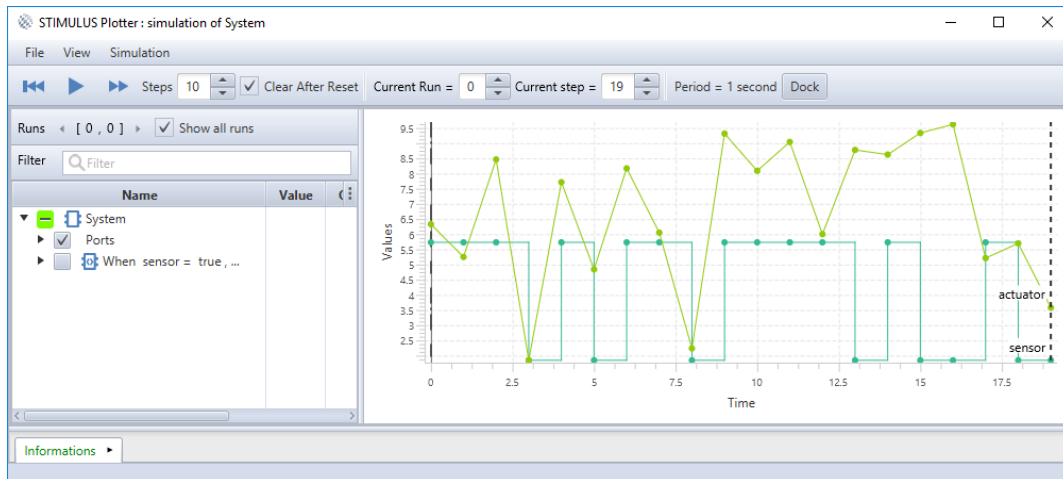 STIMULUS Plotter : simulation of System
File View Simulation
Steps 10 Clear After Reset Current Run = 0 Current step = 19 Period = 1 second Dock
Runs [ 0 , 0 ] Show all runs
Filter Filter
Name Value
System
Ports
When sensor = true , ...
Values
9.5
8.5
7.5
6.5
6
5.5
5
4.5
4
3.5
3
2.5
actuator
sensor
0 2.5 5 7.5 10 12.5 15 17.5
Time
Informations